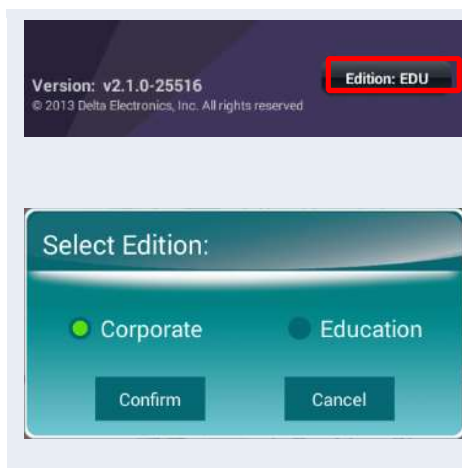 Edition: EDU
Version: v2.1.0-25516
© 2013 Delta Electronics, Inc. All rights reserved
Select Edition:
Corporate Education
Confirm Cancel